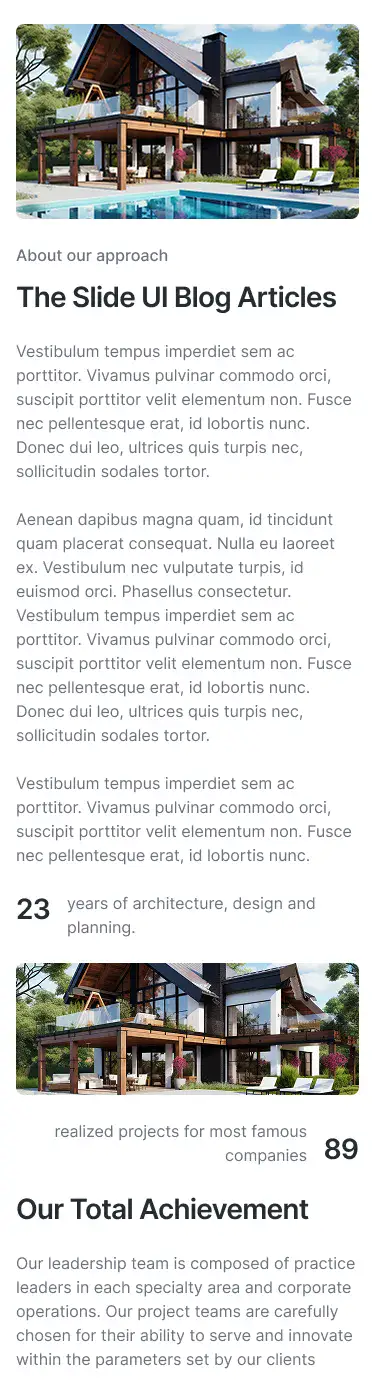 About our approach
The Slide UI Blog Articles
Vestibulum tempus imperdiet sem ac
porttitor. Vivamus pulvinar commodo orci,
suscipit porttitor velit elementum non. Fusce
nec pellentesque erat, id lobortis nunc.
Donec dui leo, ultrices quis turpis nec,
sollicitudin sodales tortor.
Aenean dapibus magna quam, id tincidunt
quam placerat consequat. Nulla eu laoreet
ex. Vestibulum nec vulputate turpis, id
euismod orci. Phasellus consectetur.
Vestibulum tempus imperdiet sem ac
porttitor. Vivamus pulvinar commodo orci,
suscipit porttitor velit elementum non. Fusce
nec pellentesque erat, id lobortis nunc.
Donec dui leo, ultrices quis turpis nec,
sollicitudin sodales tortor.
Vestibulum tempus imperdiet sem ac
porttitor. Vivamus pulvinar commodo orci,
suscipit porttitor velit elementum non. Fusce
nec pellentesque erat, id lobortis nunc.
23 years of architecture, design and
planning.
realized projects for most famous
companies 89
Our Total Achievement
Our leadership team is composed of practice
leaders in each specialty area and corporate
operations. Our project teams are carefully
chosen for their ability to serve and innovate
within the parameters set by our clients